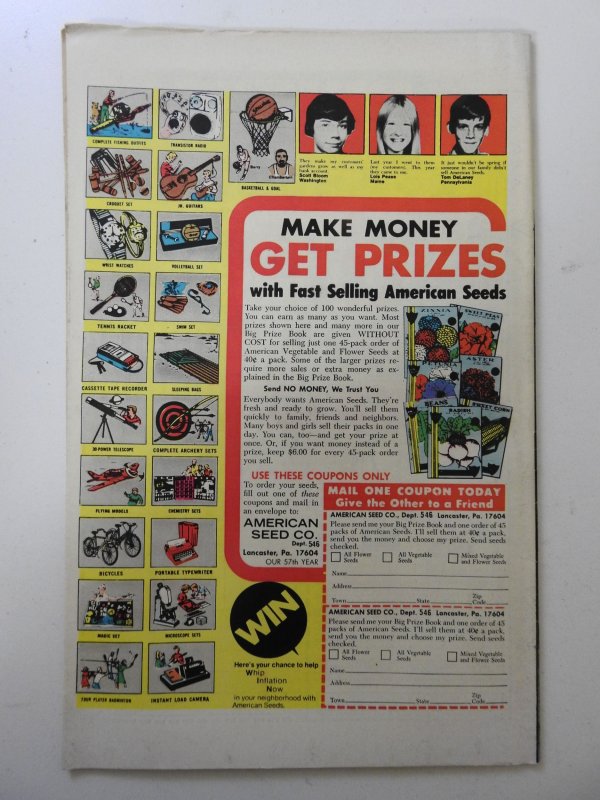 COMPLETE FISHING OUTFITS
TRANSISTOR RADIO
CROQUET SET
JR. GUITARS
WRIST WATCHES
VOLLEYBALL SET
TENNIS RACKET
SWIM SET
CASSETTE TAPE RECORDER
SLEEPING BAGS
30-POWER TELESCOPE
COMPLETE ARCHERY SETS
FLYING MODELS
CHEMISTRY SETS
BICYCLES
PORTABLE TYPEWRITER
MAGIC VET
MICROSCOPE SETS
FOUR PLAYER BADMINTON
INSTANT LOAD CAMERA
SPALDING
Barry
Chamberlain
BASKETBALL & GOAL
They make my customers'
gardens grow as well as my
bank account.
Scott Bloom
Washington
Last year I went to them
my customers. This year
they came to me.
Lois Pease
Maine
It just wouldn't be spring if
someone in our family didn't
sell American Seeds.
Tom DeLaney
Pennsylvania
MAKE MONEY
GET PRIZES
with Fast Selling American Seeds
Take your choice of 100 wonderful prizes.
You can earn as many as you want. Most
prizes shown here and many more in our
Big Prize Book are given WITHOUT
COST for selling just one 45-pack order of
American Vegetable and Flower Seeds at
40¢ a pack. Some of the larger prizes re-
quire more sales or extra money as ex-
plained in the Big Prize Book.
Send NO MONEY, We Trust You
Everybody wants American Seeds. They're
fresh and ready to grow. You'll sell them
quickly to family, friends and neighbors.
Many boys and girls sell their packs in one
day. You can, too—and get your prize at
once. Or, if you want money instead of a
prize, keep $6.00 for every 45-pack order
you sell.
ZINNIA
SWEET PEAS
PETUNIA
ASTER
BEANS
RADISH
SWEET CORN
USE THESE COUPONS ONLY
To order your seeds,
fill out one of these
coupons and mail in
an envelope to:
AMERICAN
SEED CO.
Dept. 546
Lancaster, Pa. 17604
OUR 57th YEAR
WIN
Here's your chance to help
Whip
Inflation
Now
in your neighborhood with
American Seeds.
MAIL ONE COUPON TODAY
Give the Other to a Friend
AMERICAN SEED CO., Dept. 546 Lancaster, Pa. 17604
Please send me your Big Prize Book and one order of 45
packs of American Seeds. I'll sell them at 40¢ a pack,
send you the money and choose my prize. Send seeds
checked.
All Flower Seeds
All Vegetable Seeds
Mixed Vegetable and Flower Seeds
Name
Address
Town State Zip Code
AMERICAN SEED CO., Dept. 546 Lancaster, Pa. 17604
Please send me your Big Prize Book and one order of 45
packs of American Seeds. I'll sell them at 40¢ a pack,
send you the money and choose my prize. Send seeds
checked.
All Flower Seeds
All Vegetable Seeds
Mixed Vegetable and Flower Seeds
Name
Address
Town State Zip Code